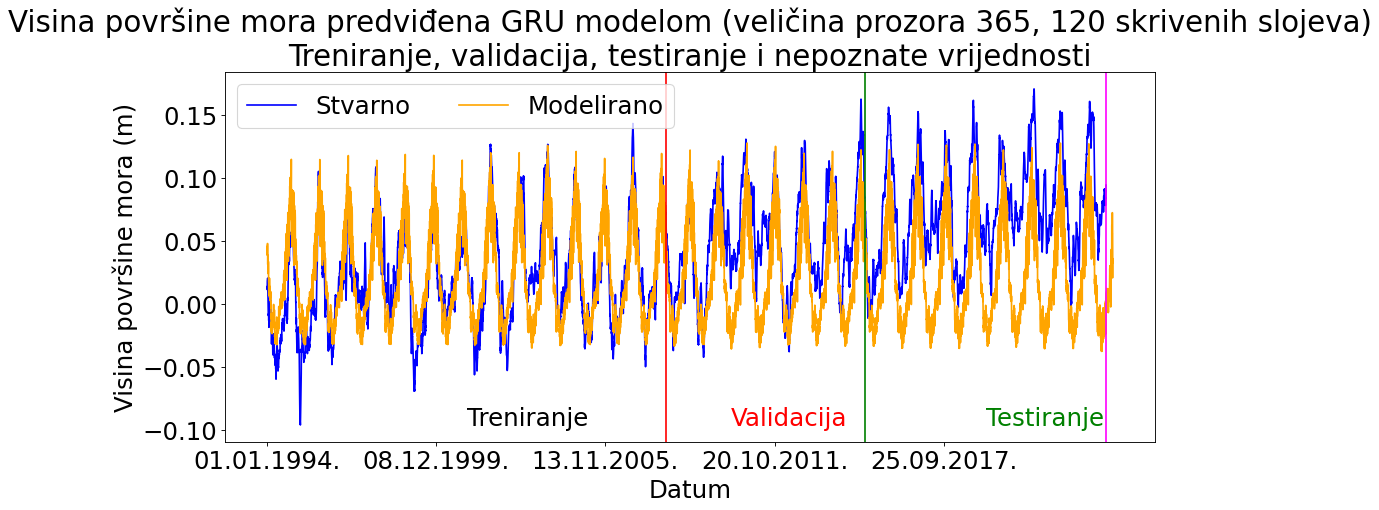 Visina površine mora predviđena GRU modelom (veličina prozora 365, 120 skrivenih slojeva)
Treniranje, validacija, testiranje i nepoznate vrijednosti
Stvarno
Modelirano
Visina površine mora (m)
0.15
0.10
0.05
0.00
−0.05
−0.10
Treniranje
Validacija
Testiranje
01.01.1994.
08.12.1999.
13.11.2005.
20.10.2011.
25.09.2017.
Datum